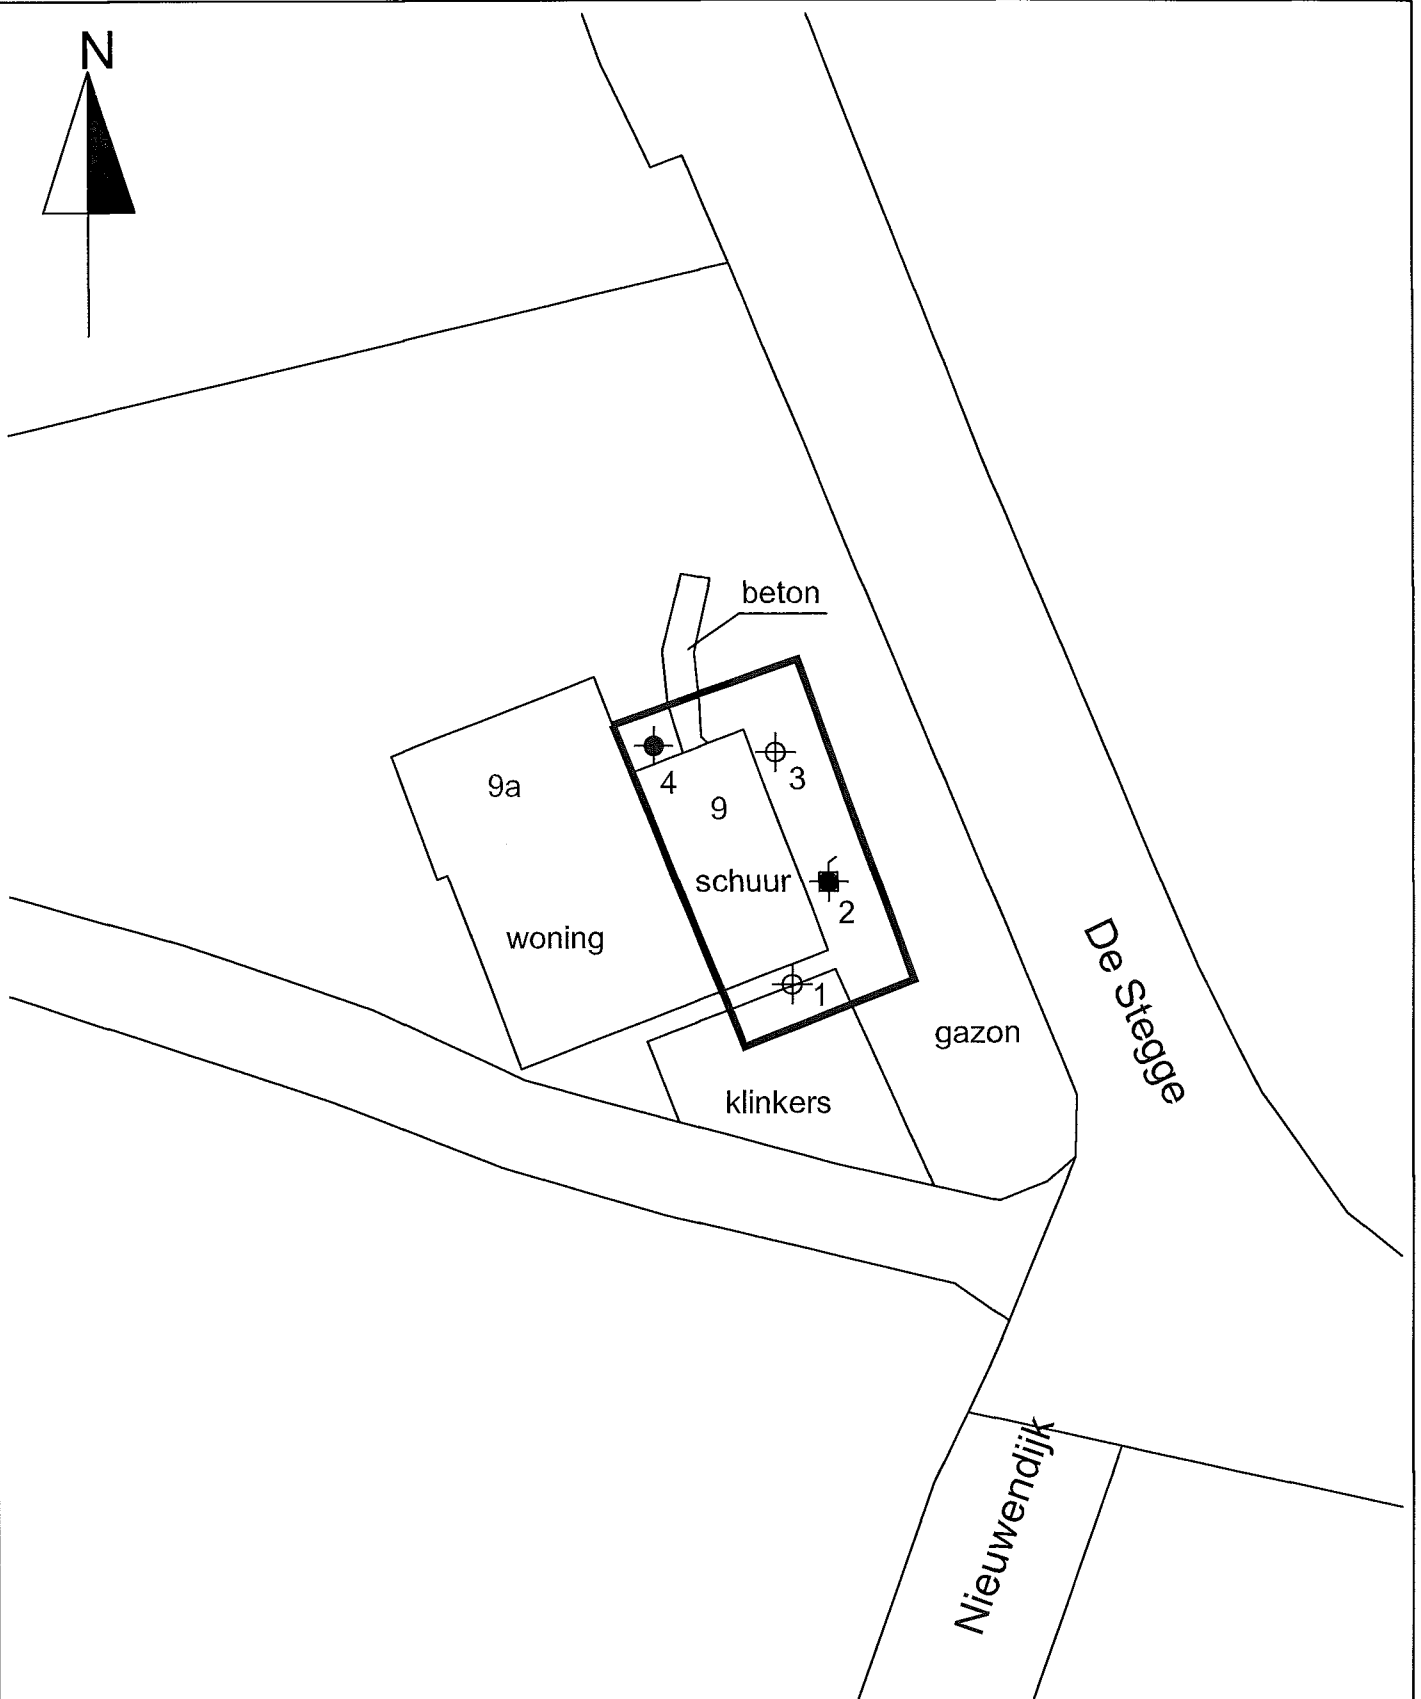 N
beton
9a
4
3
9
schuur
2
woning
1
gazon
De Stegge
klinkers
Nieuwendijk